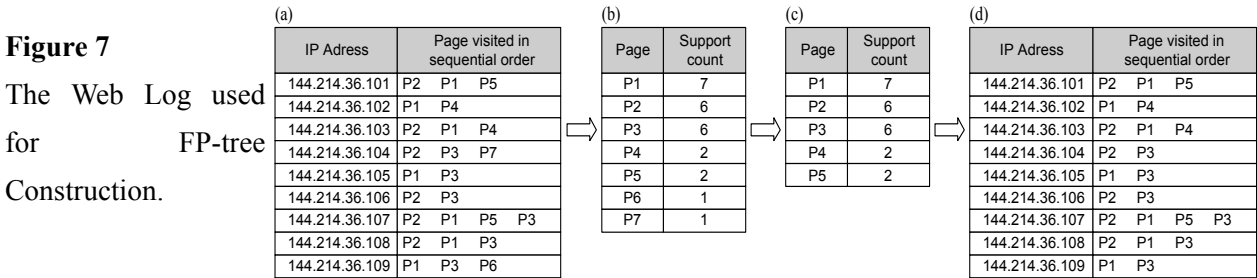 Figure 7
The Web Log used
for FP-tree
Construction.
(a)
IP Adress Page visited in sequential order
144.214.36.101 P2 P1 P5
144.214.36.102 P1 P4
144.214.36.103 P2 P1 P4
144.214.36.104 P2 P3 P7
144.214.36.105 P1 P3
144.214.36.106 P2 P3
144.214.36.107 P2 P1 P5 P3
144.214.36.108 P2 P1 P3
144.214.36.109 P1 P3 P6
(b)
Page Support count
P1 7
P2 6
P3 6
P4 2
P5 2
P6 1
P7 1
(c)
Page Support count
P1 7
P2 6
P3 6
P4 2
P5 2
(d)
IP Adress Page visited in sequential order
144.214.36.101 P2 P1 P5
144.214.36.102 P1 P4
144.214.36.103 P2 P1 P4
144.214.36.104 P2 P3
144.214.36.105 P1 P3
144.214.36.106 P2 P3
144.214.36.107 P2 P1 P5 P3
144.214.36.108 P2 P1 P3
144.214.36.109 P1 P3